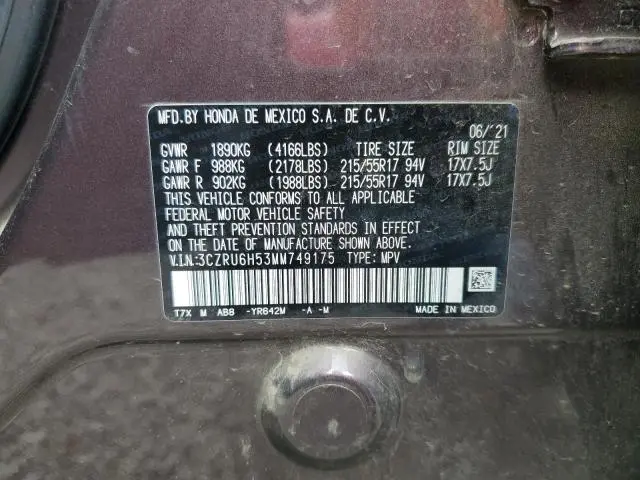 MFD.BY HONDA DE MEXICO S.A. DE C.V.
06/'21
GVWR 1890KG (4166LBS) TIRE SIZE RIM SIZE
GAWR F 988KG (2178LBS) 215/55R17 94V 17X7.5J
GAWR R 902KG (1988LBS) 215/55R17 94V 17X7.5J
THIS VEHICLE CONFORMS TO ALL APPLICABLE
FEDERAL MOTOR VEHICLE SAFETY
AND THEFT PREVENTION STANDARDS IN
EFFECT ON THE DATE OF MANUFACTURE
SHOWN ABOVE.
V.I.N:3CZRU6H53MM749175 TYPE: MPV
T7X M AB8 -YR642M -A -M MADE IN MEXICO